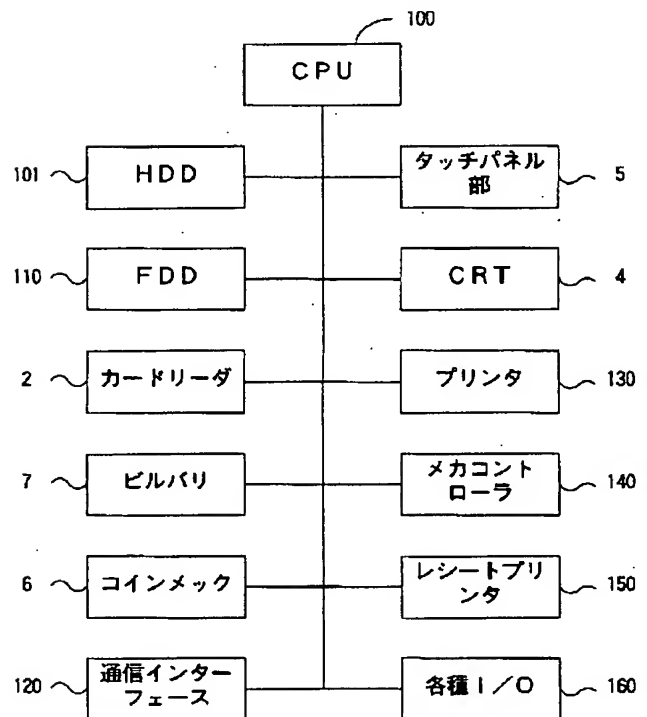 100
CPU
101
HDD
タッチパネル
部
5
110
FDD
CRT
4
2
カードリーダ
プリンタ
130
7
ビルバリ
メカコント
ローラ
140
6
コインメック
レシートプリ
ンタ
150
120
通信インター
フェース
各種I/O
160